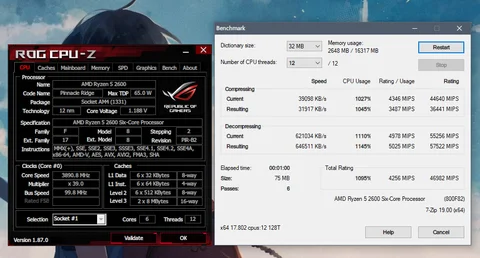 ROG CPU-Z
CPU Caches Mainboard Memory SPD Graphics Bench About
Processor
Name AMD Ryzen 5 2600
Code Name Pinnacle Ridge Max TDP 65.0 W
Package Socket AM4 (1331)
Technology 12 nm Core Voltage 1.188 V
REPUBLIC OF
GAMERS
Specification AMD Ryzen 5 2600 Six-Core Processor
Family F Model 8 Stepping 2
Ext. Family 17 Ext. Model 8 Revision PiR-B2
Instructions MMX(+), SSE, SSE2, SSE3, SSSE3, SSE4.1, SSE4.2, SSE4A,
x86-64, AMD-V, AES, AVX, AVX2, FMA3, SHA
Clocks (Core #0) Caches
Core Speed 3890.8 MHz L1 Data 6 x 32 KBytes 8-way
Multiplier x 39.0 L1 Inst. 6 x 64 KBytes 4-way
Bus Speed 99.8 MHz Level 2 6 x 512 KBytes 8-way
Rated FSB Level 3 2 x 8 MBytes 16-way
Selection Socket #1 Cores 6 Threads 12
Version 1.87.0 Validate OK
Benchmark
Dictionary size: 32 MB Memory usage: Restart
2648 MB / 16317 MB
Number of CPU threads: 12 / 12 Stop
Speed CPU Usage Rating / Usage Rating
Compressing
Current 39098 KB/s 1027% 4346 MIPS 44640 MIPS
Resulting 31917 KB/s 1045% 3487 MIPS 36441 MIPS
Decompressing
Current 621034 KB/s 1110% 4978 MIPS 55256 MIPS
Resulting 646511 KB/s 1145% 5025 MIPS 57522 MIPS
Elapsed time: 00:01:00 Total Rating
Size: 75 MB 1095% 4256 MIPS 46982 MIPS
Passes: 6
AMD Ryzen 5 2600 Six-Core Processor (800F82)
7-Zip 19.00 (x64)
x64 17.802 cpus:12 128T
Help Cancel